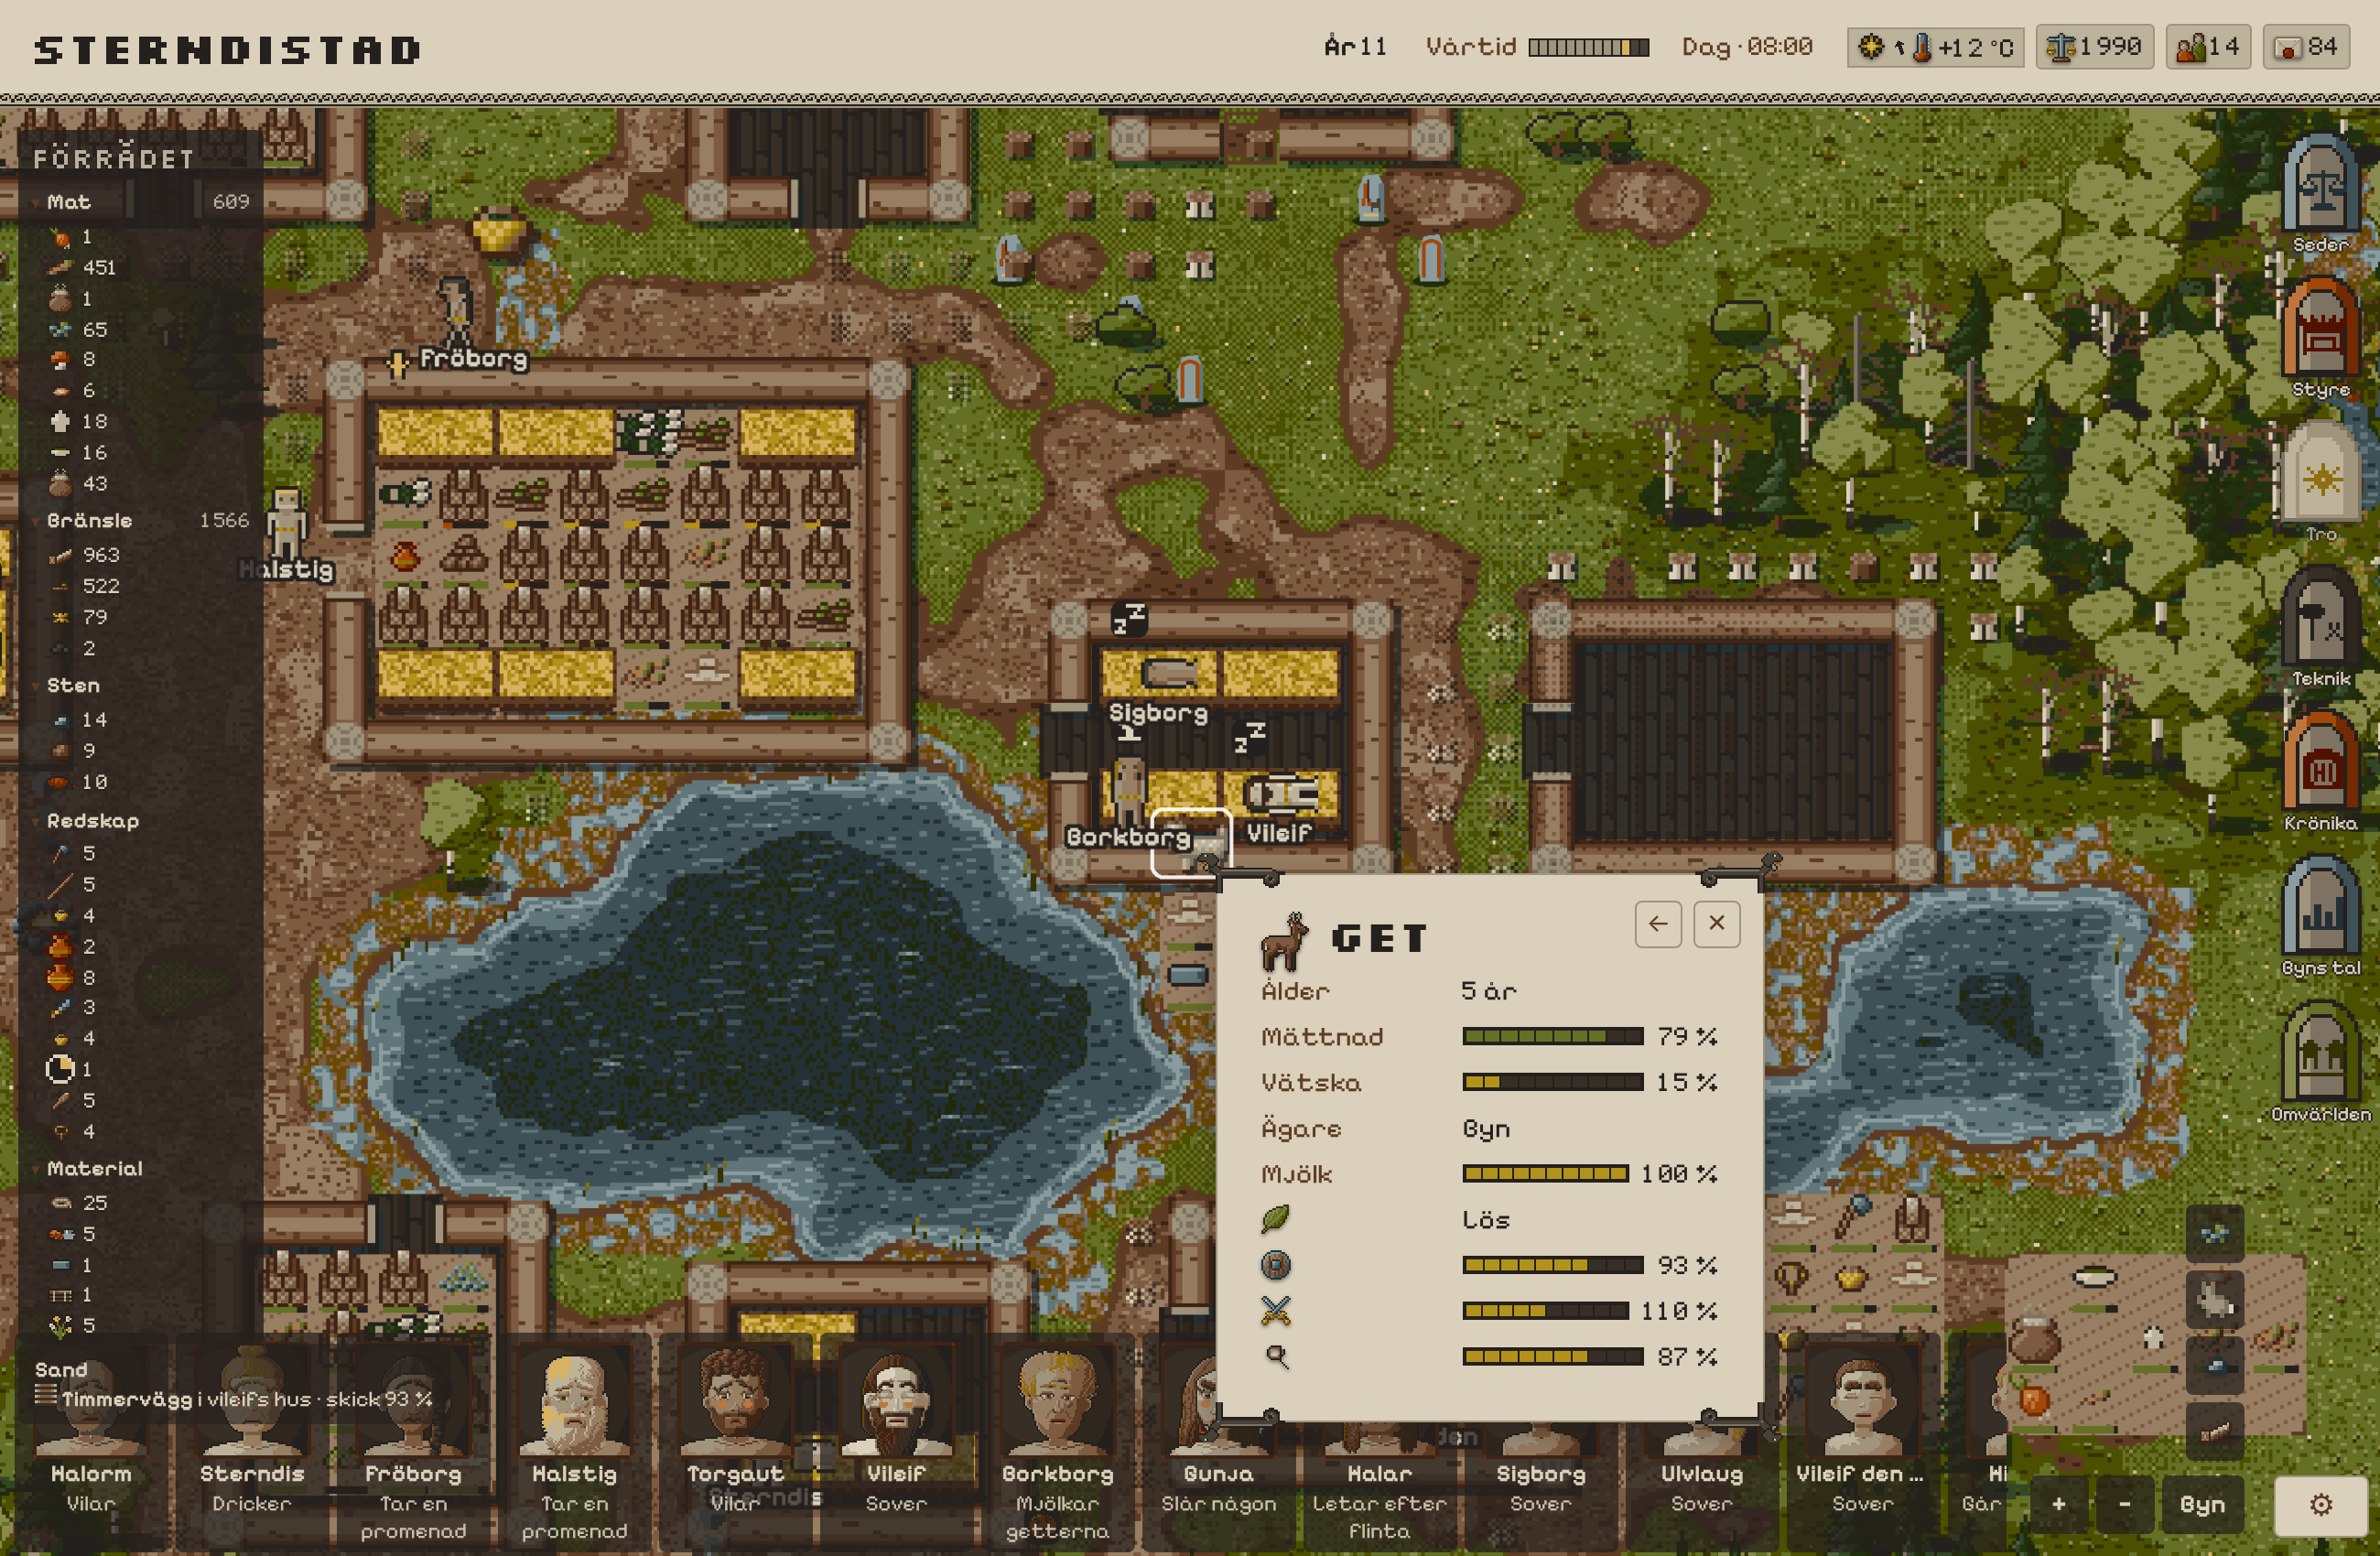 STERNDISTAD
År 11
Vårtid
Dag · 08:00
+12 °C
1990
14
84
FÖRRÅDET
Mat 609
1
451
1
65
8
6
18
16
43
Bränsle 1566
963
522
79
2
Sten
14
9
10
Redskap
5
5
4
2
8
3
4
1
5
4
Material
25
5
1
1
5
Sand
Timmervägg i vileifs hus · skick 93 %
Fröborg
Halstig
Sigborg
Borkborg
Vileif
GET
Ålder 5 år
Mättnad 79 %
Vätska 15 %
Ägare Byn
Mjölk 100 %
Lös
93 %
110 %
87 %
Seder
Styre
Tro
Teknik
Krönika
Byns tal
Omvärlden
Sterndis
Halorm
Vilar
Sterndis
Dricker
Fröborg
Tar en
promenad
Halstig
Tar en
promenad
Torgaut
Vilar
Vileif
Sover
Borkborg
Mjölkar
getterna
Gunja
Slår någon
Halar
Letar efter
flinta
Sigborg
Sover
Ulvlaug
Sover
Vileif den ...
Sover
Hi
Går
+
-
Byn